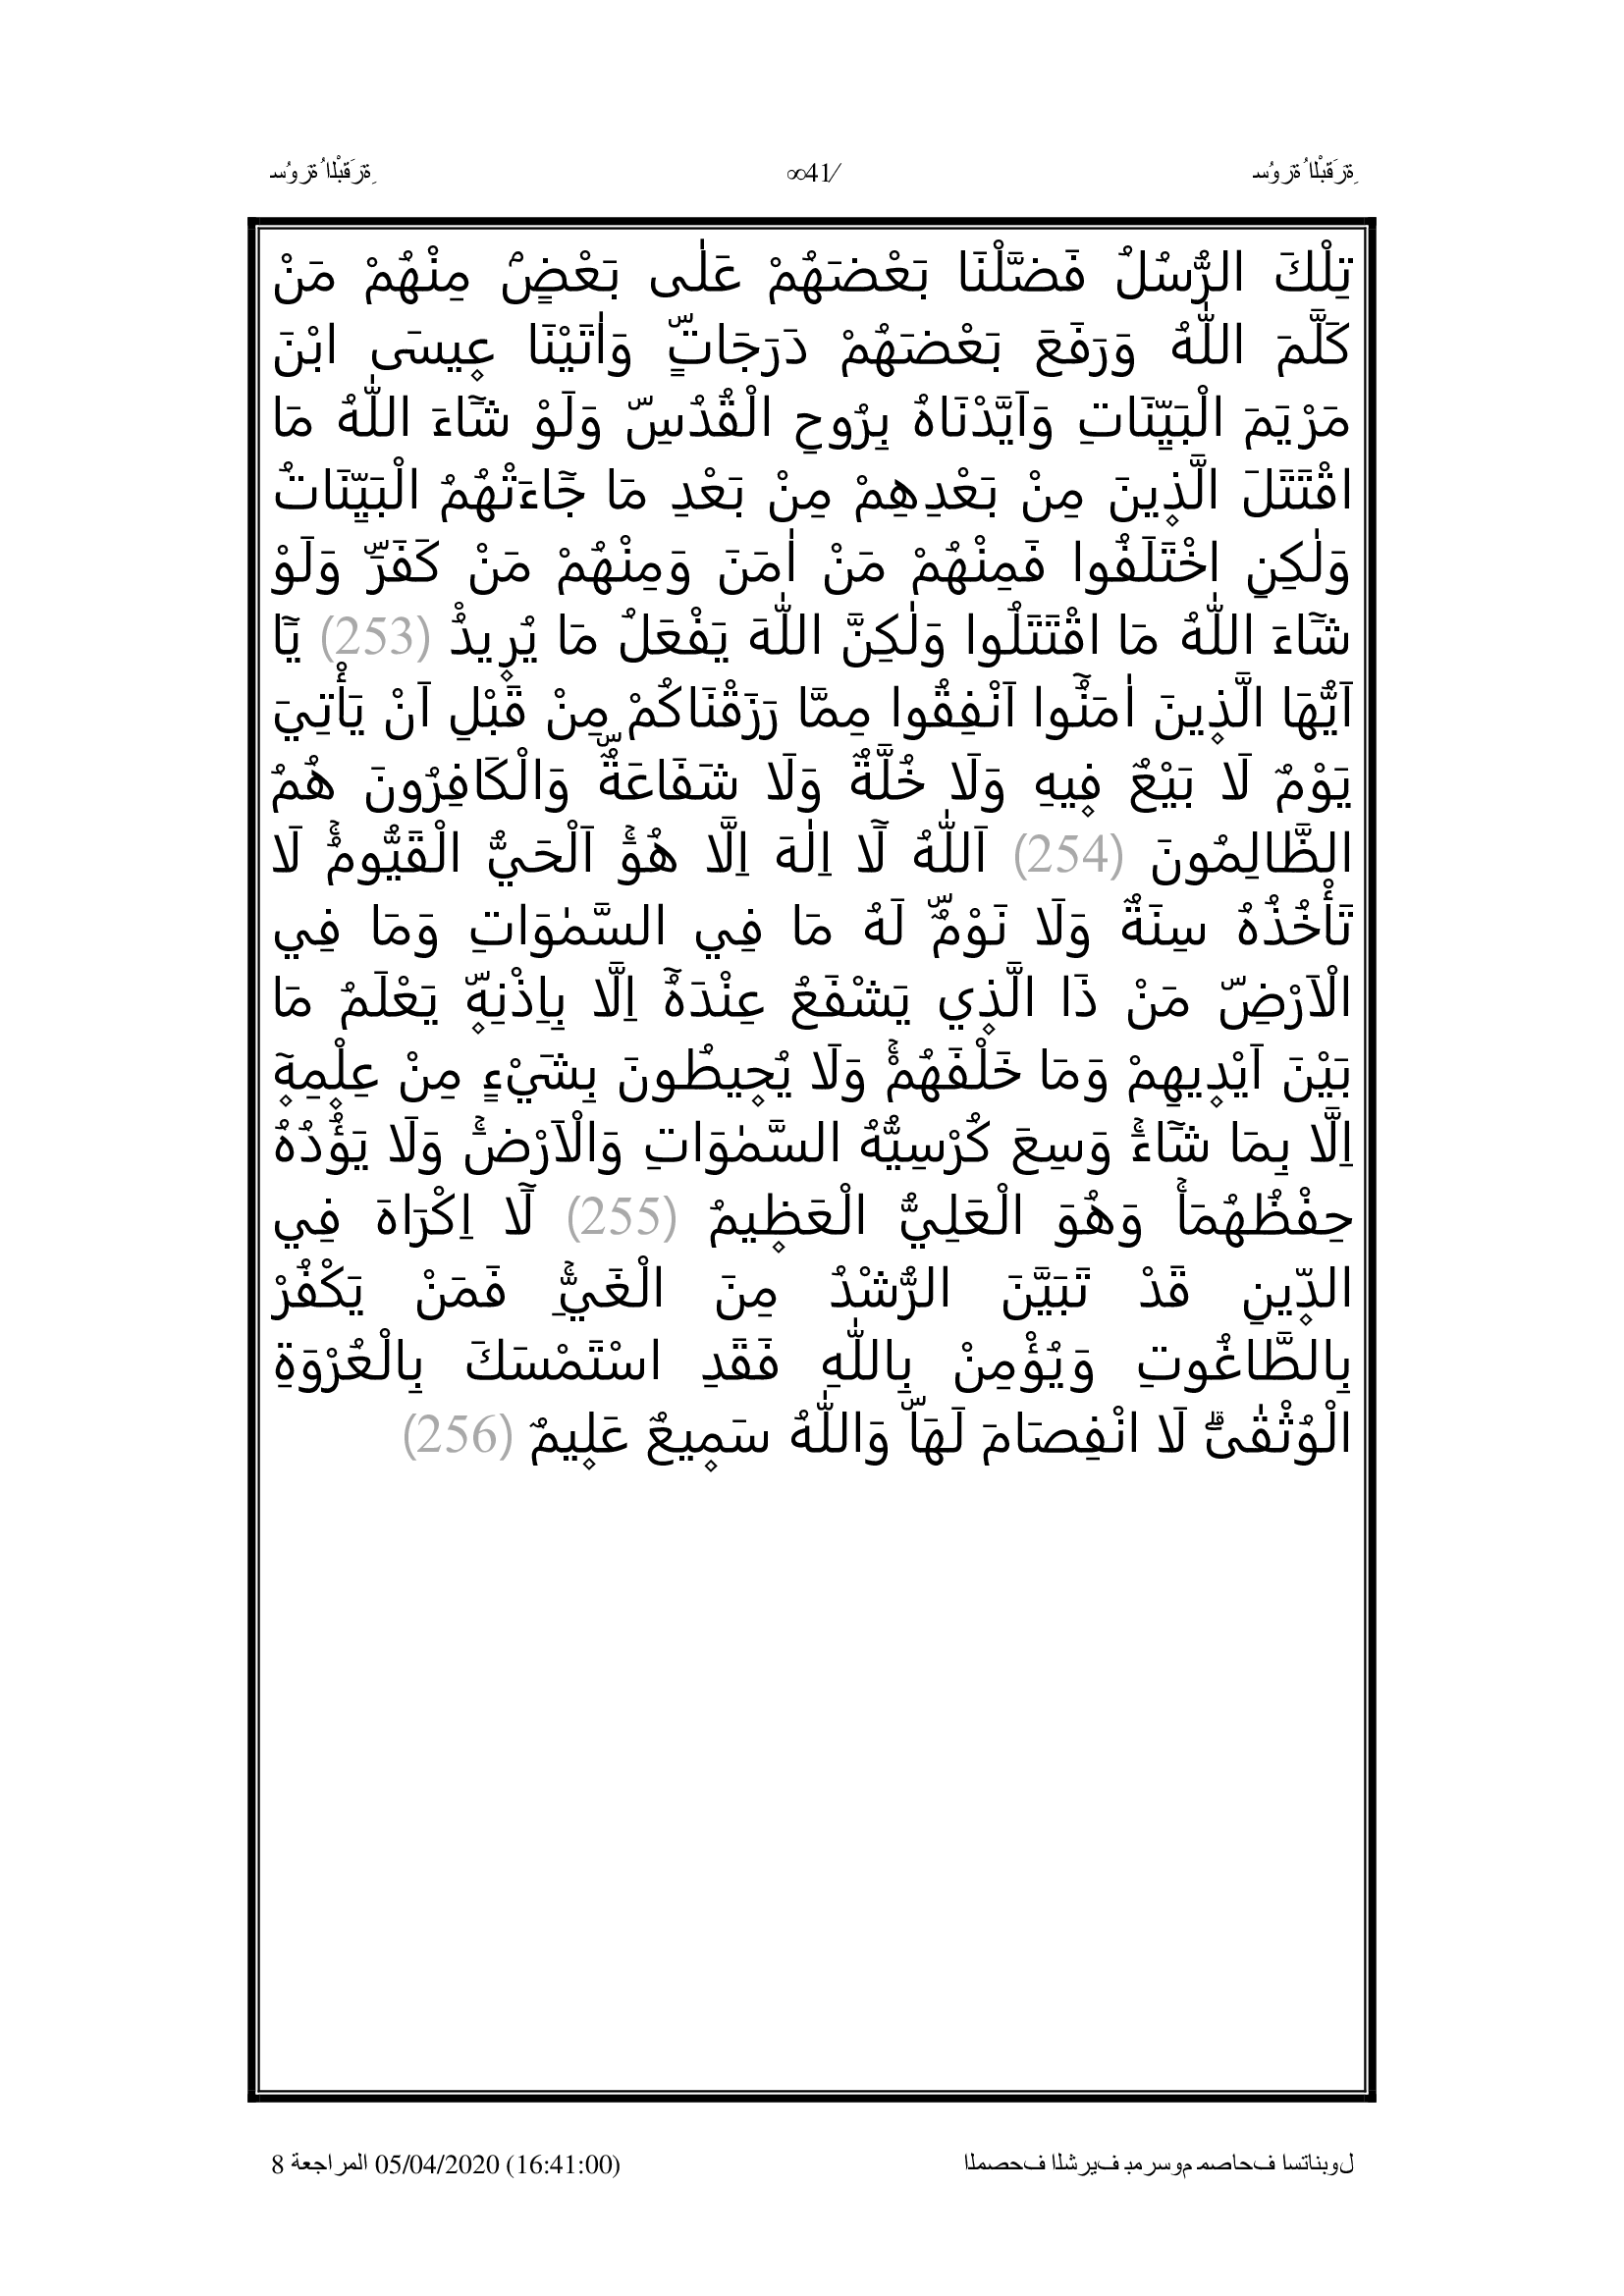 سُورَةُ الْبَقَرَةِ ∞41/ سُورَةُ الْبَقَرَةِ
تِلْكَ الرُّسُلُ فَضَّلْنَا بَعْضَهُمْ عَلٰى بَعْضٍۢ مِنْهُمْ مَنْ
كَلَّمَ اللّٰهُ وَرَفَعَ بَعْضَهُمْ دَرَجَاتٍۜ وَاٰتَيْنَا ع۪يسَى ابْنَ
مَرْيَمَ الْبَيِّنَاتِ وَاَيَّدْنَاهُ بِرُوحِ الْقُدُسِۜ وَلَوْ شَٓاءَ اللّٰهُ مَا
اقْتَتَلَ الَّذ۪ينَ مِنْ بَعْدِهِمْ مِنْ بَعْدِ مَا جَٓاءَتْهُمُ الْبَيِّنَاتُ
وَلٰكِنِ اخْتَلَفُوا فَمِنْهُمْ مَنْ اٰمَنَ وَمِنْهُمْ مَنْ كَفَرَۜ وَلَوْ
شَٓاءَ اللّٰهُ مَا اقْتَتَلُوا وَلٰكِنَّ اللّٰهَ يَفْعَلُ مَا يُر۪يدُ۟ (253) يَٓا
اَيُّهَا الَّذ۪ينَ اٰمَنُٓوا اَنْفِقُوا مِمَّا رَزَقْنَاكُمْ مِنْ قَبْلِ اَنْ يَأْتِيَ
يَوْمٌ لَا بَيْعٌ ف۪يهِ وَلَا خُلَّةٌ وَلَا شَفَاعَةٌۜ وَالْكَافِرُونَ هُمُ
الظَّالِمُونَ (254) اَللّٰهُ لَٓا اِلٰهَ اِلَّا هُوَۚ اَلْحَيُّ الْقَيُّومُۚ لَا
تَأْخُذُهُ سِنَةٌ وَلَا نَوْمٌۜ لَهُ مَا فِي السَّمٰوَاتِ وَمَا فِي
الْاَرْضِۜ مَنْ ذَا الَّذ۪ي يَشْفَعُ عِنْدَهُٓ اِلَّا بِاِذْنِه۪ۜ يَعْلَمُ مَا
بَيْنَ اَيْد۪يهِمْ وَمَا خَلْفَهُمْۚ وَلَا يُح۪يطُونَ بِشَيْءٍ مِنْ عِلْمِه۪ٓ
اِلَّا بِمَا شَٓاءَۚ وَسِعَ كُرْسِيُّهُ السَّمٰوَاتِ وَالْاَرْضَۚ وَلَا يَؤُ۫دُهُ
حِفْظُهُمَاۚ وَهُوَ الْعَلِيُّ الْعَظ۪يمُ (255) لَٓا اِكْرَاهَ فِي
الدّ۪ينِ قَدْ تَبَيَّنَ الرُّشْدُ مِنَ الْغَيِّۚ فَمَنْ يَكْفُرْ
بِالطَّاغُوتِ وَيُؤْمِنْ بِاللّٰهِ فَقَدِ اسْتَمْسَكَ بِالْعُرْوَةِ
الْوُثْقٰىۗ لَا انْفِصَامَ لَهَاۜ وَاللّٰهُ سَم۪يعٌ عَل۪يمٌ (256)
المصحف الشريف بمرسوم مصاحف استانبول 8 المراجعة 05/04/2020 (16:41:00)